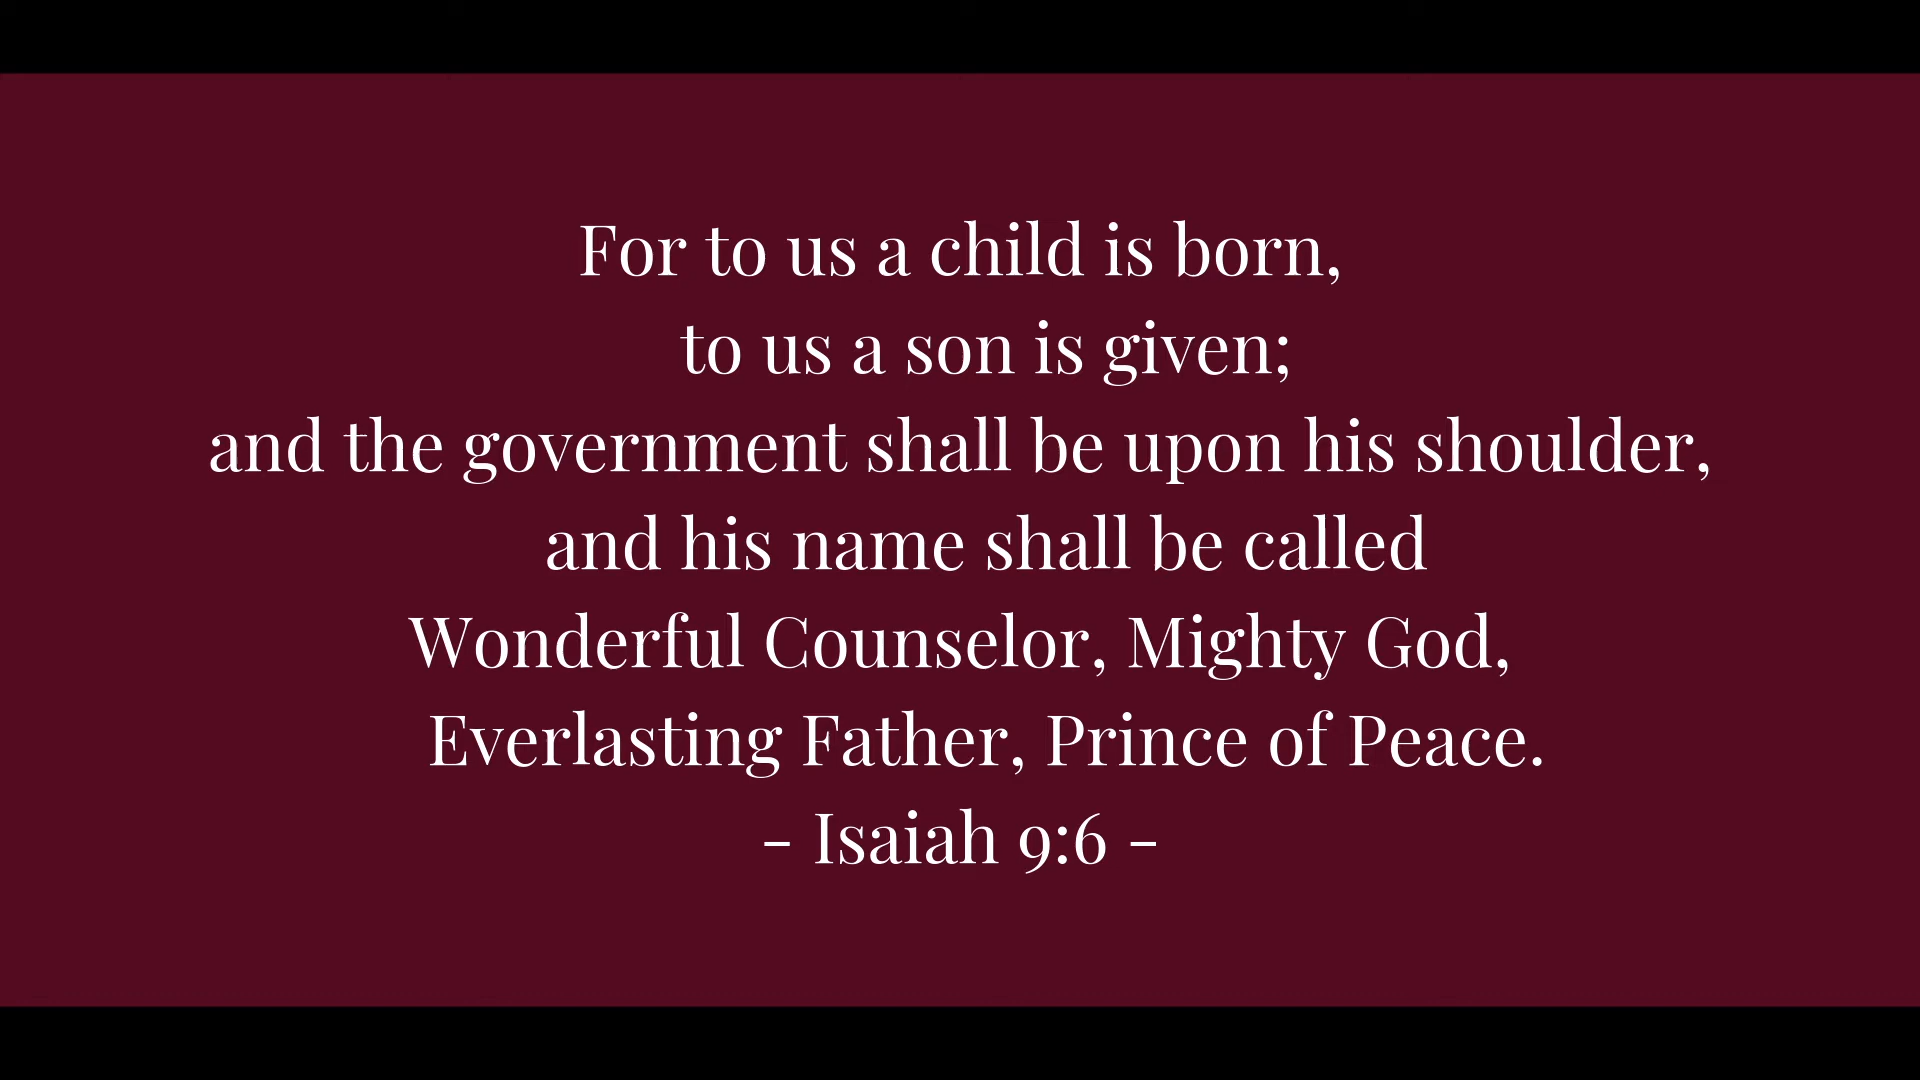 For to us a child is born,
to us a son is given;
and the government shall be upon his shoulder,
and his name shall be called
Wonderful Counselor, Mighty God,
Everlasting Father, Prince of Peace.
- Isaiah 9:6 -